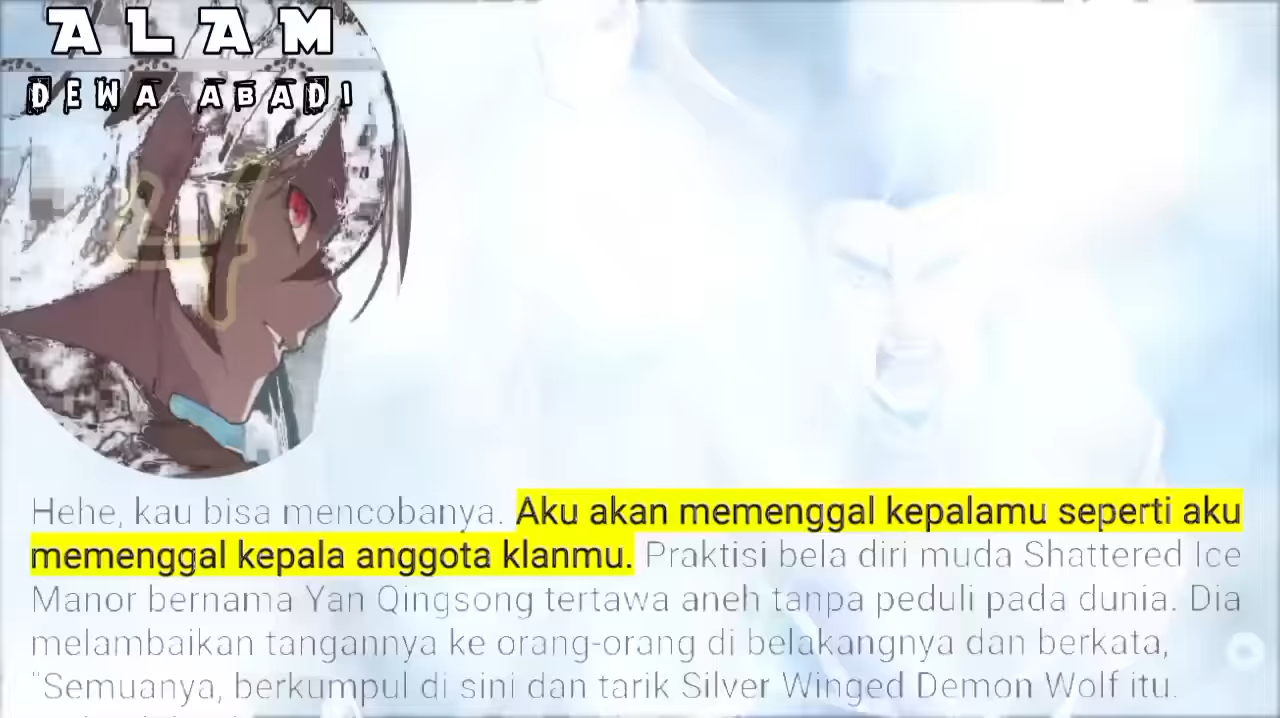 ALAM
DEWA ABADI
Hehe, kau bisa mencobanya. Aku akan memenggal kepalamu seperti aku
memenggal kepala anggota klanmu. Praktisi bela diri muda Shattered Ice
Manor bernama Yan Qingsong tertawa aneh tanpa peduli pada dunia. Dia
melambaikan tangannya ke orang-orang di belakangnya dan berkata,
"Semuanya, berkumpul di sini dan tarik Silver Winged Demon Wolf itu.